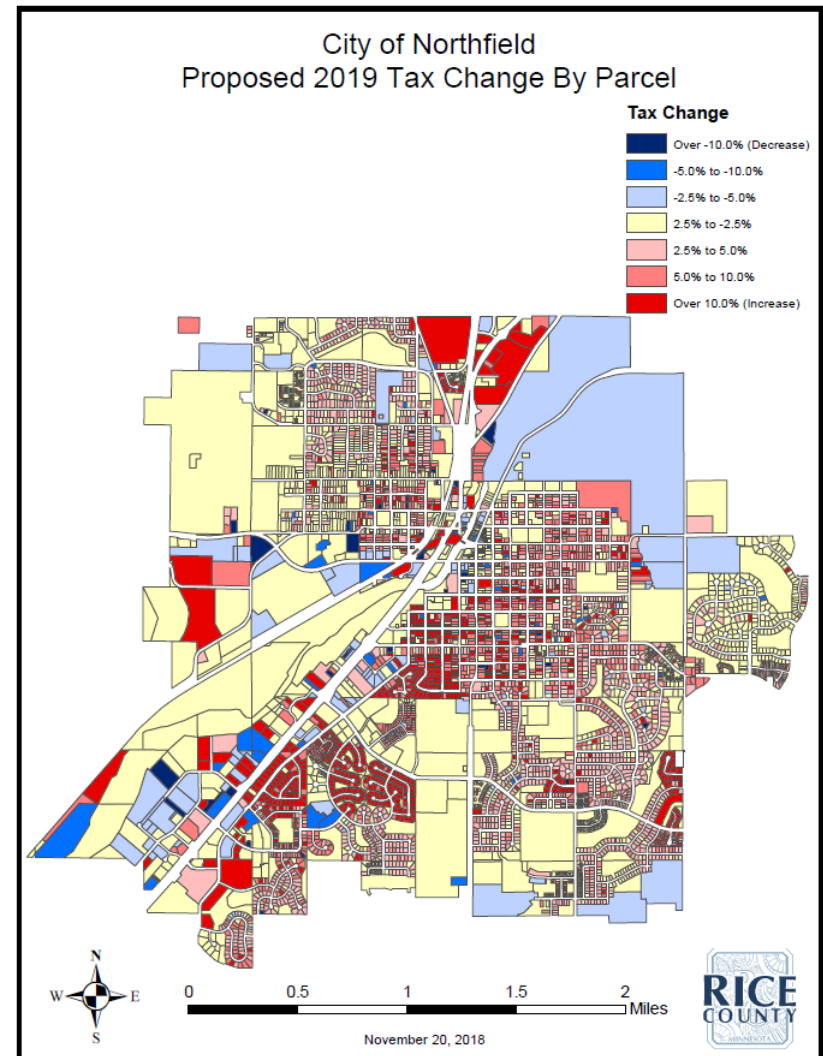 City of Northfield
Proposed 2019 Tax Change By Parcel
Tax Change
Over -10.0% (Decrease)
-5.0% to -10.0%
-2.5% to -5.0%
2.5% to -2.5%
2.5% to 5.0%
5.0% to 10.0%
Over 10.0% (Increase)
N
W E
S
0 0.5 1 1.5 2
Miles
November 20, 2018
RICE
COUNTY
MINNESOTA